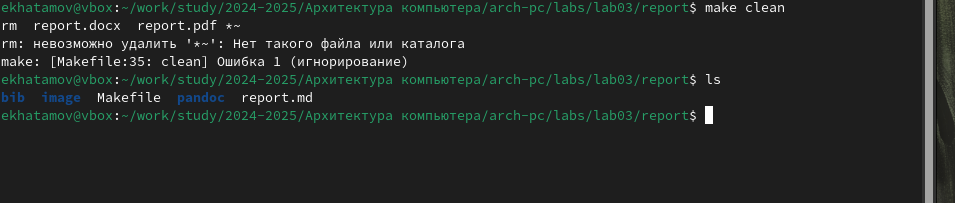 ekhatamov@vbox:~/work/study/2024-2025/Архитектура компьютера/arch-pc/labs/lab03/report$ make clean
rm  report.docx  report.pdf *~
rm: невозможно удалить '*~': Нет такого файла или каталога
make: [Makefile:35: clean] Ошибка 1 (игнорирование)
ekhatamov@vbox:~/work/study/2024-2025/Архитектура компьютера/arch-pc/labs/lab03/report$ ls
bib  image  Makefile  pandoc  report.md
ekhatamov@vbox:~/work/study/2024-2025/Архитектура компьютера/arch-pc/labs/lab03/report$